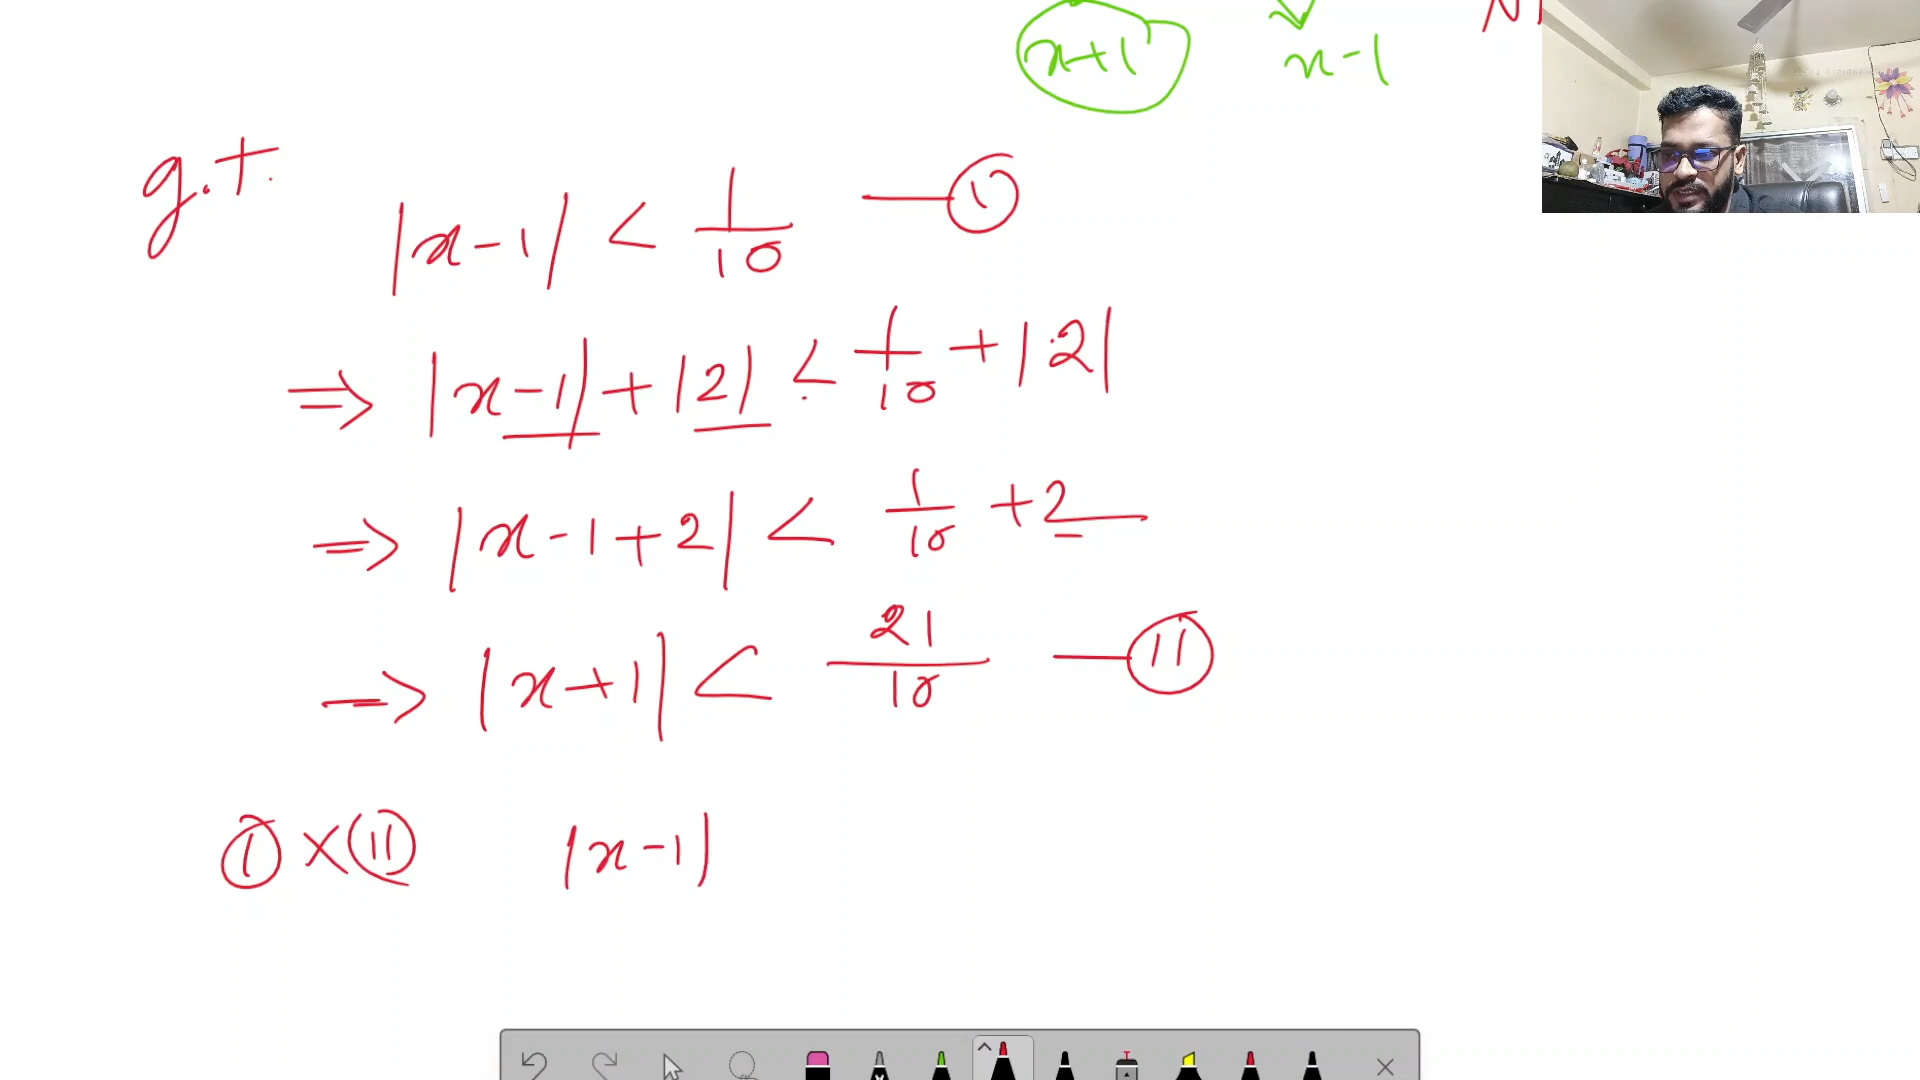 x+1
x-1
g.t.
|x-1| < 1/10 — (i)
⇒ |x-1| + |2| < 1/10 + |2|
⇒ |x-1+2| < 1/10 + 2
→ |x+1| < 21/10 — (ii)
(i) × (ii) |x-1|